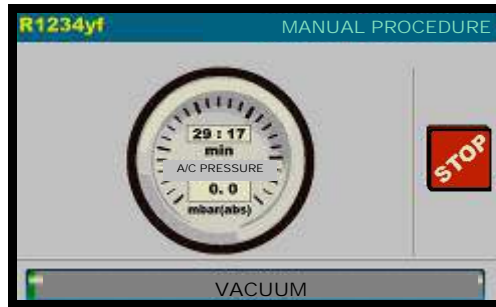 R1234yf
MANUAL PROCEDURE
29 : 17
min
A/C PRESSURE
0. 0
mbar(abs)
STOP
VACUUM